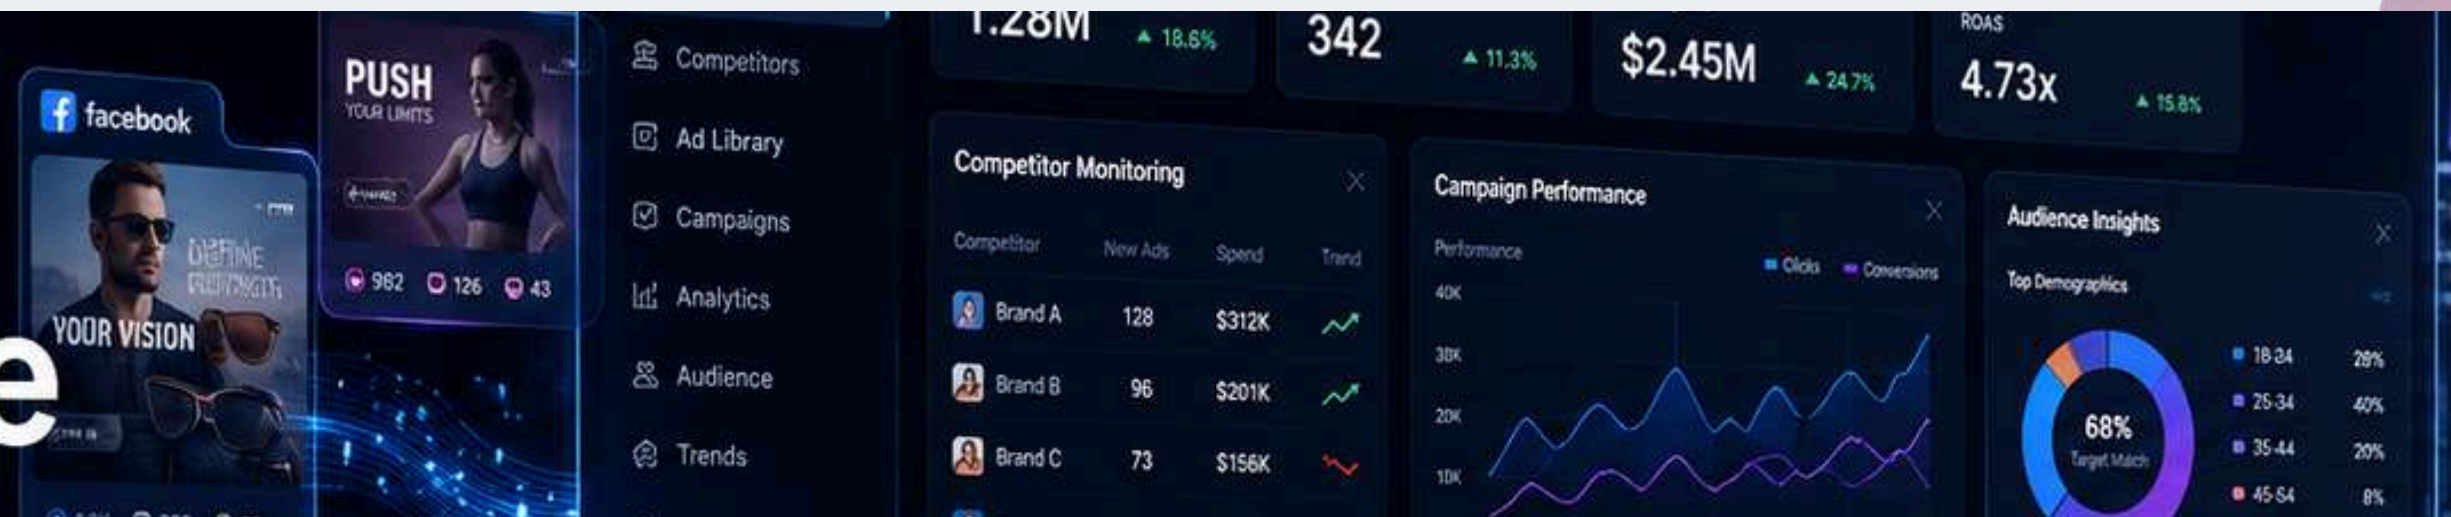 facebook
YOUR VISION
e
PUSH
YOUR LIMITS
982 126 43
Competitors
Ad Library
Campaigns
Analytics
Audience
Trends
1.28M ▲ 18.6%
342 ▲ 11.3%
$2.45M ▲ 24.7%
ROAS
4.73x ▲ 15.8%
Competitor Monitoring
Competitor New Ads Spend Trend
Brand A 128 $312K
Brand B 96 $201K
Brand C 73 $156K
Campaign Performance
Performance
Clicks Conversions
40K
30K
20K
10K
Audience Insights
Top Demographics
68%
Target Match
18-24 28%
25-34 40%
35-44 20%
45-54 8%